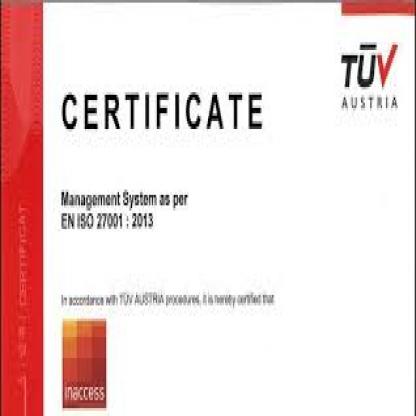 TÜV
AUSTRIA
CERTIFICATE
Management System as per
EN ISO 27001 : 2013
In accordance with TÜV AUSTRIA procedures, it is hereby certified that
inaccess
CERTIFICAT